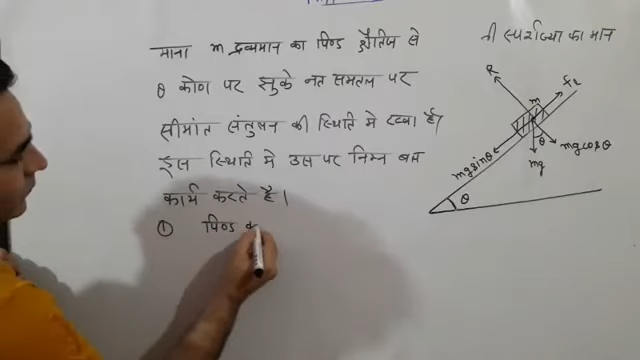 ती स्पर्शज्या का मान
माना m द्रव्यमान का पिण्ड क्षैतिज से
θ कोण पर झुके नत समतल पर
सीमांत संतुलन की स्थिति मे रखा है।
इस स्थिति मे उस पर निम्न बल
कार्य करते है।
① पिण्ड क
R
m
θ
mg sinθ
mg
mg cosθ
θ